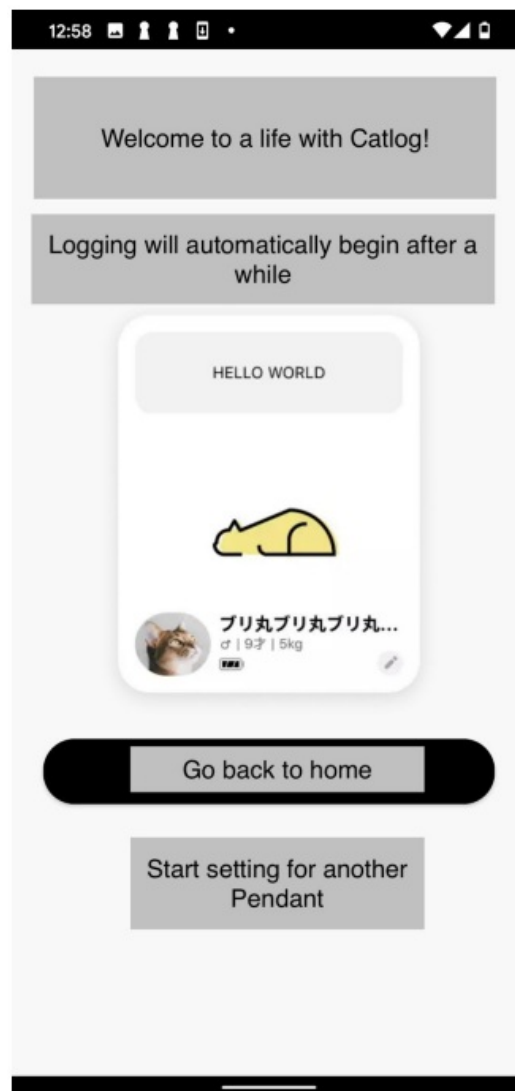 12:58
Welcome to a life with Catlog!
Logging will automatically begin after a
while
HELLO WORLD
ブリ丸ブリ丸ブリ丸...
♂ | 9才 | 5kg
Go back to home
Start setting for another
Pendant